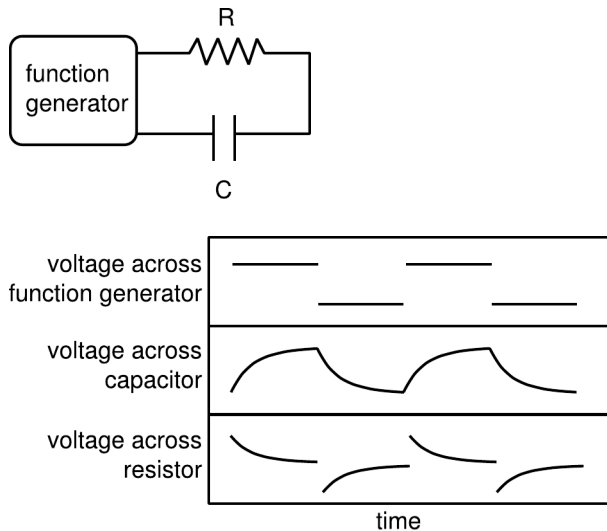 R
function
generator
C
voltage across
function generator
voltage across
capacitor
voltage across
resistor
time